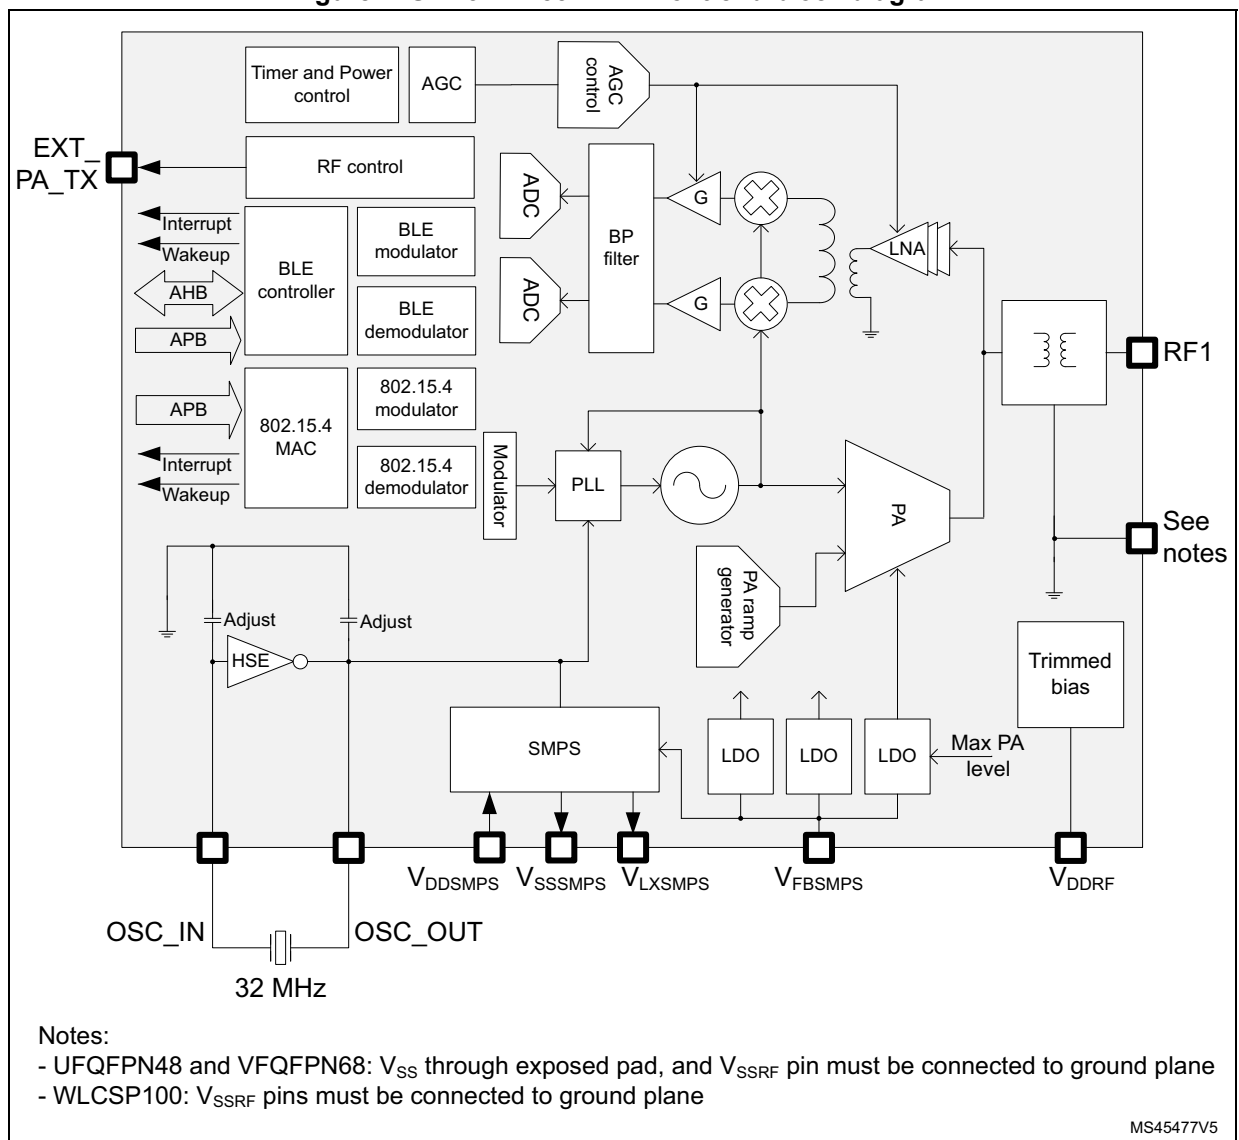 Timer and Power
control
AGC
AGC
control
EXT_
PA_TX
RF control
ADC
ADC
BP
filter
G
G
LNA
Interrupt
Wakeup
AHB
APB
BLE
controller
BLE
modulator
BLE
demodulator
APB
Interrupt
Wakeup
802.15.4
MAC
802.15.4
modulator
802.15.4
demodulator
Modulator
PLL
PA
RF1
See
notes
PA ramp
generator
Adjust
Adjust
HSE
Trimmed
bias
SMPS
LDO
LDO
LDO
Max PA
level
VDDSMPS
VSSSMPS
VLXSMPS
VFBSMPS
VDDRF
OSC_IN
OSC_OUT
32 MHz
Notes:
- UFQFPN48 and VFQFPN68: VSS through exposed pad, and VSSRF pin must be connected to ground plane
- WLCSP100: VSSRF pins must be connected to ground plane
MS45477V5